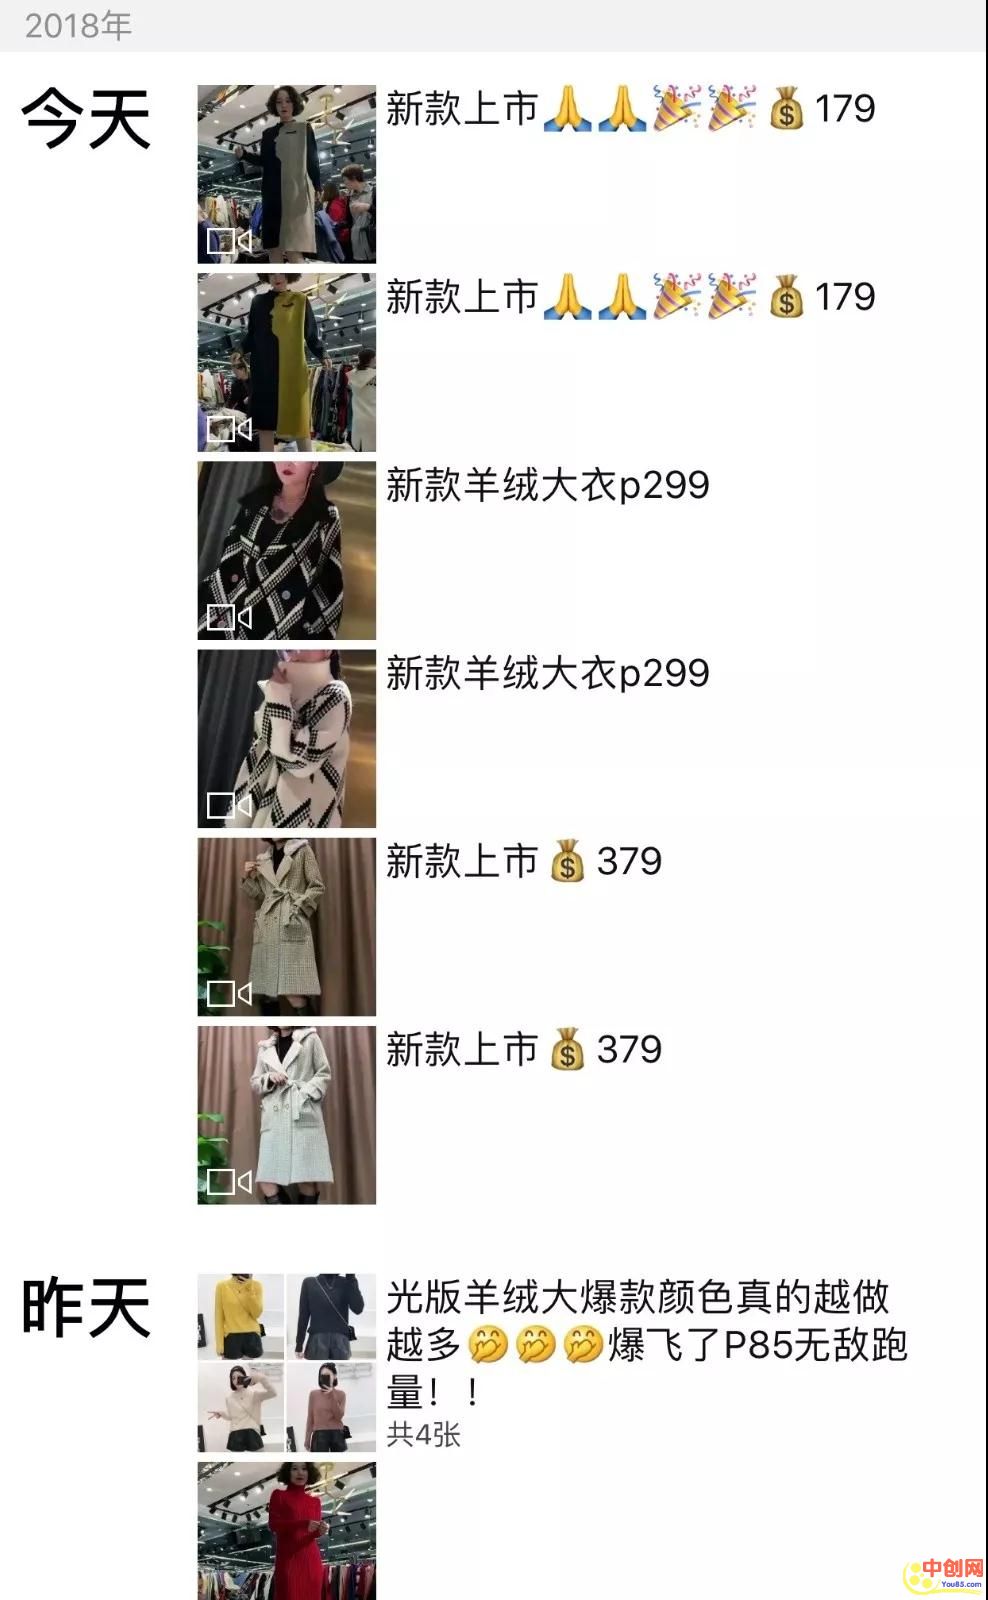 2018年
今天
新款上市🙏🙏🎉🎉💰179
新款上市🙏🙏🎉🎉💰179
新款羊绒大衣p299
新款羊绒大衣p299
新款上市💰379
新款上市💰379
昨天
光版羊绒大爆款颜色真的越做
越多🤭🤭🤭爆飞了P85无敌跑
量！！
共4张
中创网
You85.com